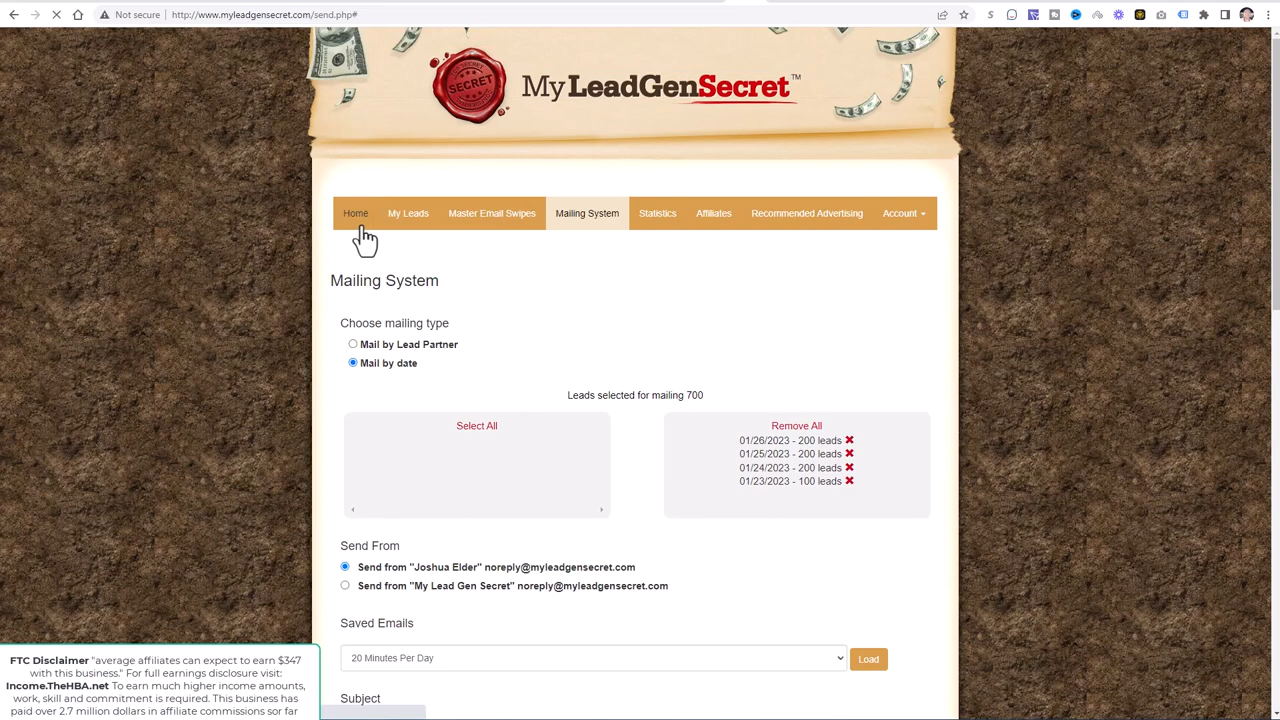 Not secure
http://www.myleadgensecret.com/send.php#
SECRET
My LeadGenSecret™
Home
My Leads
Master Email Swipes
Mailing System
Statistics
Affiliates
Recommended Advertising
Account
Mailing System
Choose mailing type
Mail by Lead Partner
Mail by date
Leads selected for mailing 700
Select All
Remove All
01/26/2023 - 200 leads
01/25/2023 - 200 leads
01/24/2023 - 200 leads
01/23/2023 - 100 leads
Send From
Send from "Joshua Elder" noreply@myleadgensecret.com
Send from "My Lead Gen Secret" noreply@myleadgensecret.com
Saved Emails
20 Minutes Per Day
Load
Subject
FTC Disclaimer "average affiliates can expect to earn $347
with this business." For full earnings disclosure visit:
Income.TheHBA.net To earn much higher income amounts,
work, skill and commitment is required. This business has
paid over 2.7 million dollars in affiliate commissions sor far